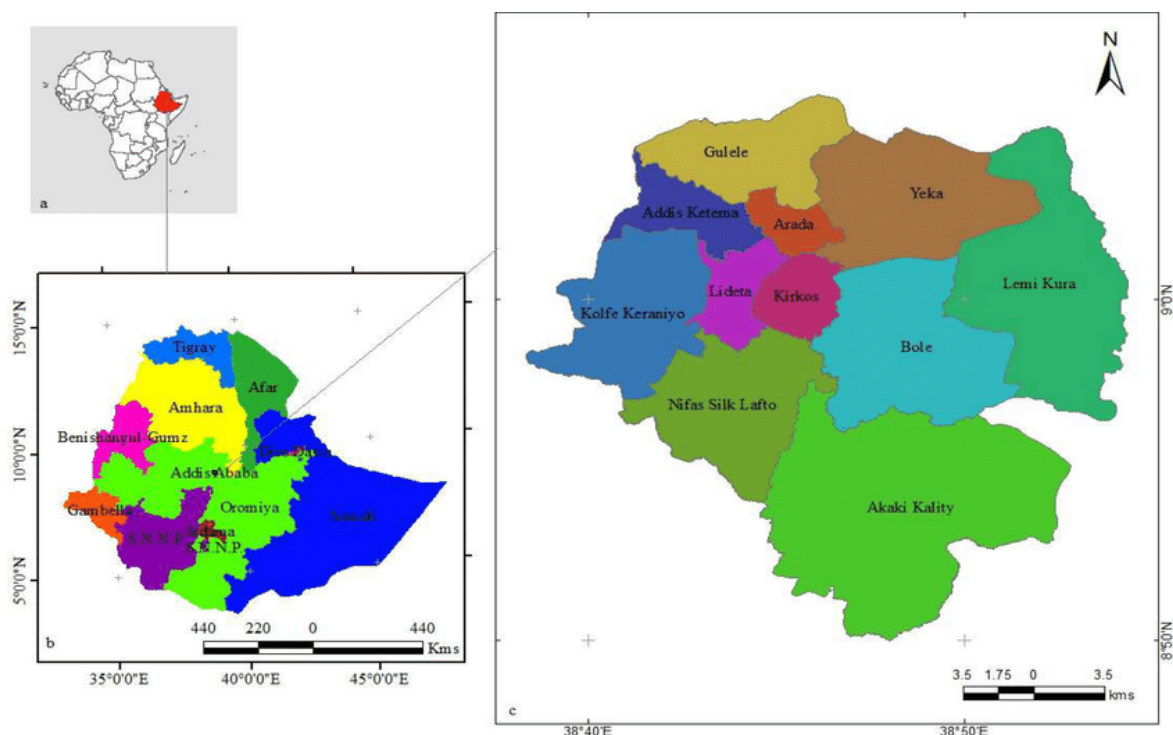 a
b
15°0'0"N
10°0'0"N
5°0'0"N
35°0'0"E
40°0'0"E
45°0'0"E
Tigray
Afar
Amhara
Benishangul-Gumz
Addis Ababa
Gambella
Oromiya
Somali
S.N.N.P.
Sidama
S.N.N.P.
440 220 0 440
Kms
c
N
Gulele
Yeka
Addis Ketema
Arada
Lemi Kura
Lideta
Kirkos
Kolfe Keraniyo
Bole
Nifas Silk Lafto
Akaki Kality
9°0'N
8°50'N
3.5 1.75 0 3.5
kms
38°40'E
38°50'E